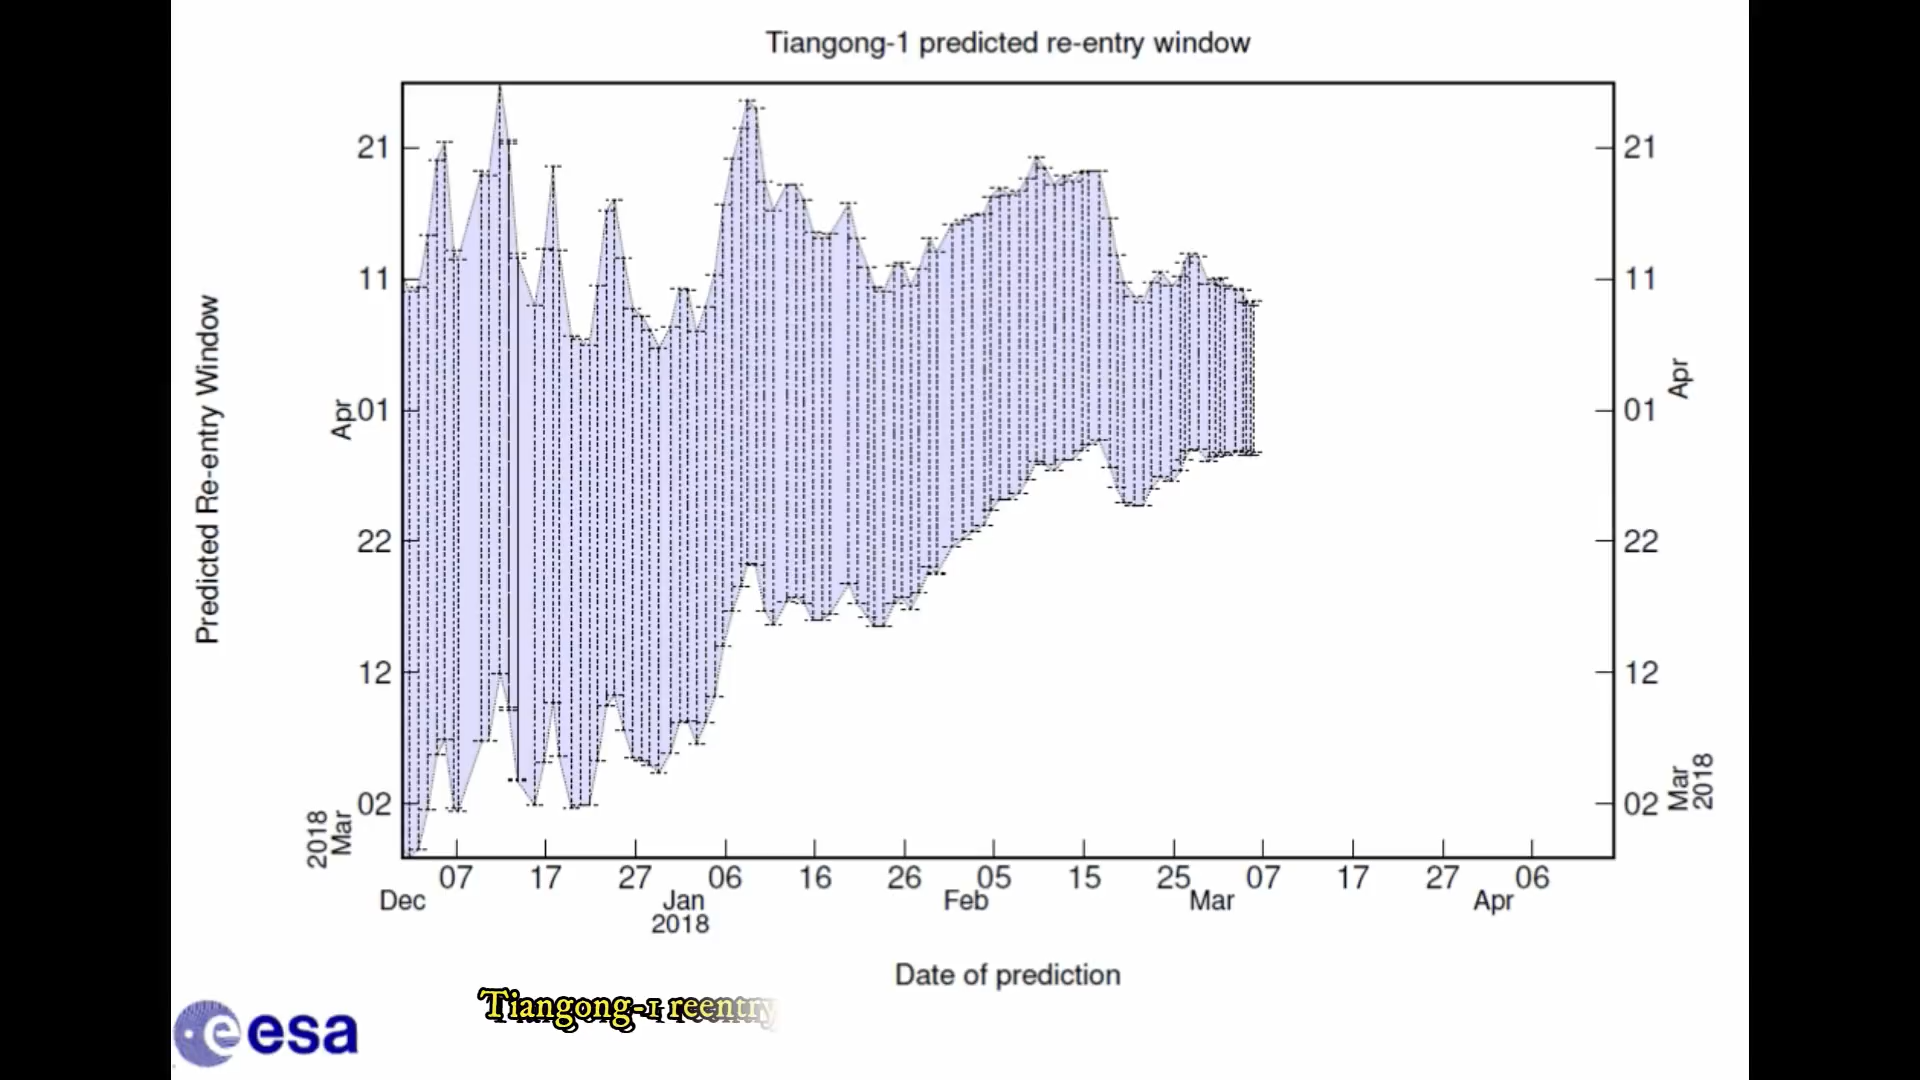 Tiangong-1 predicted re-entry window
21
11
01
22
12
02
Apr
2018
Mar
Predicted Re-entry Window
21
11
01
22
12
02
Apr
Mar
2018
07 17 27 06 16 26 05 15 25 07 17 27 06
Dec Jan Feb Mar Apr
2018
Date of prediction
esa
Tiangong-1 reentry